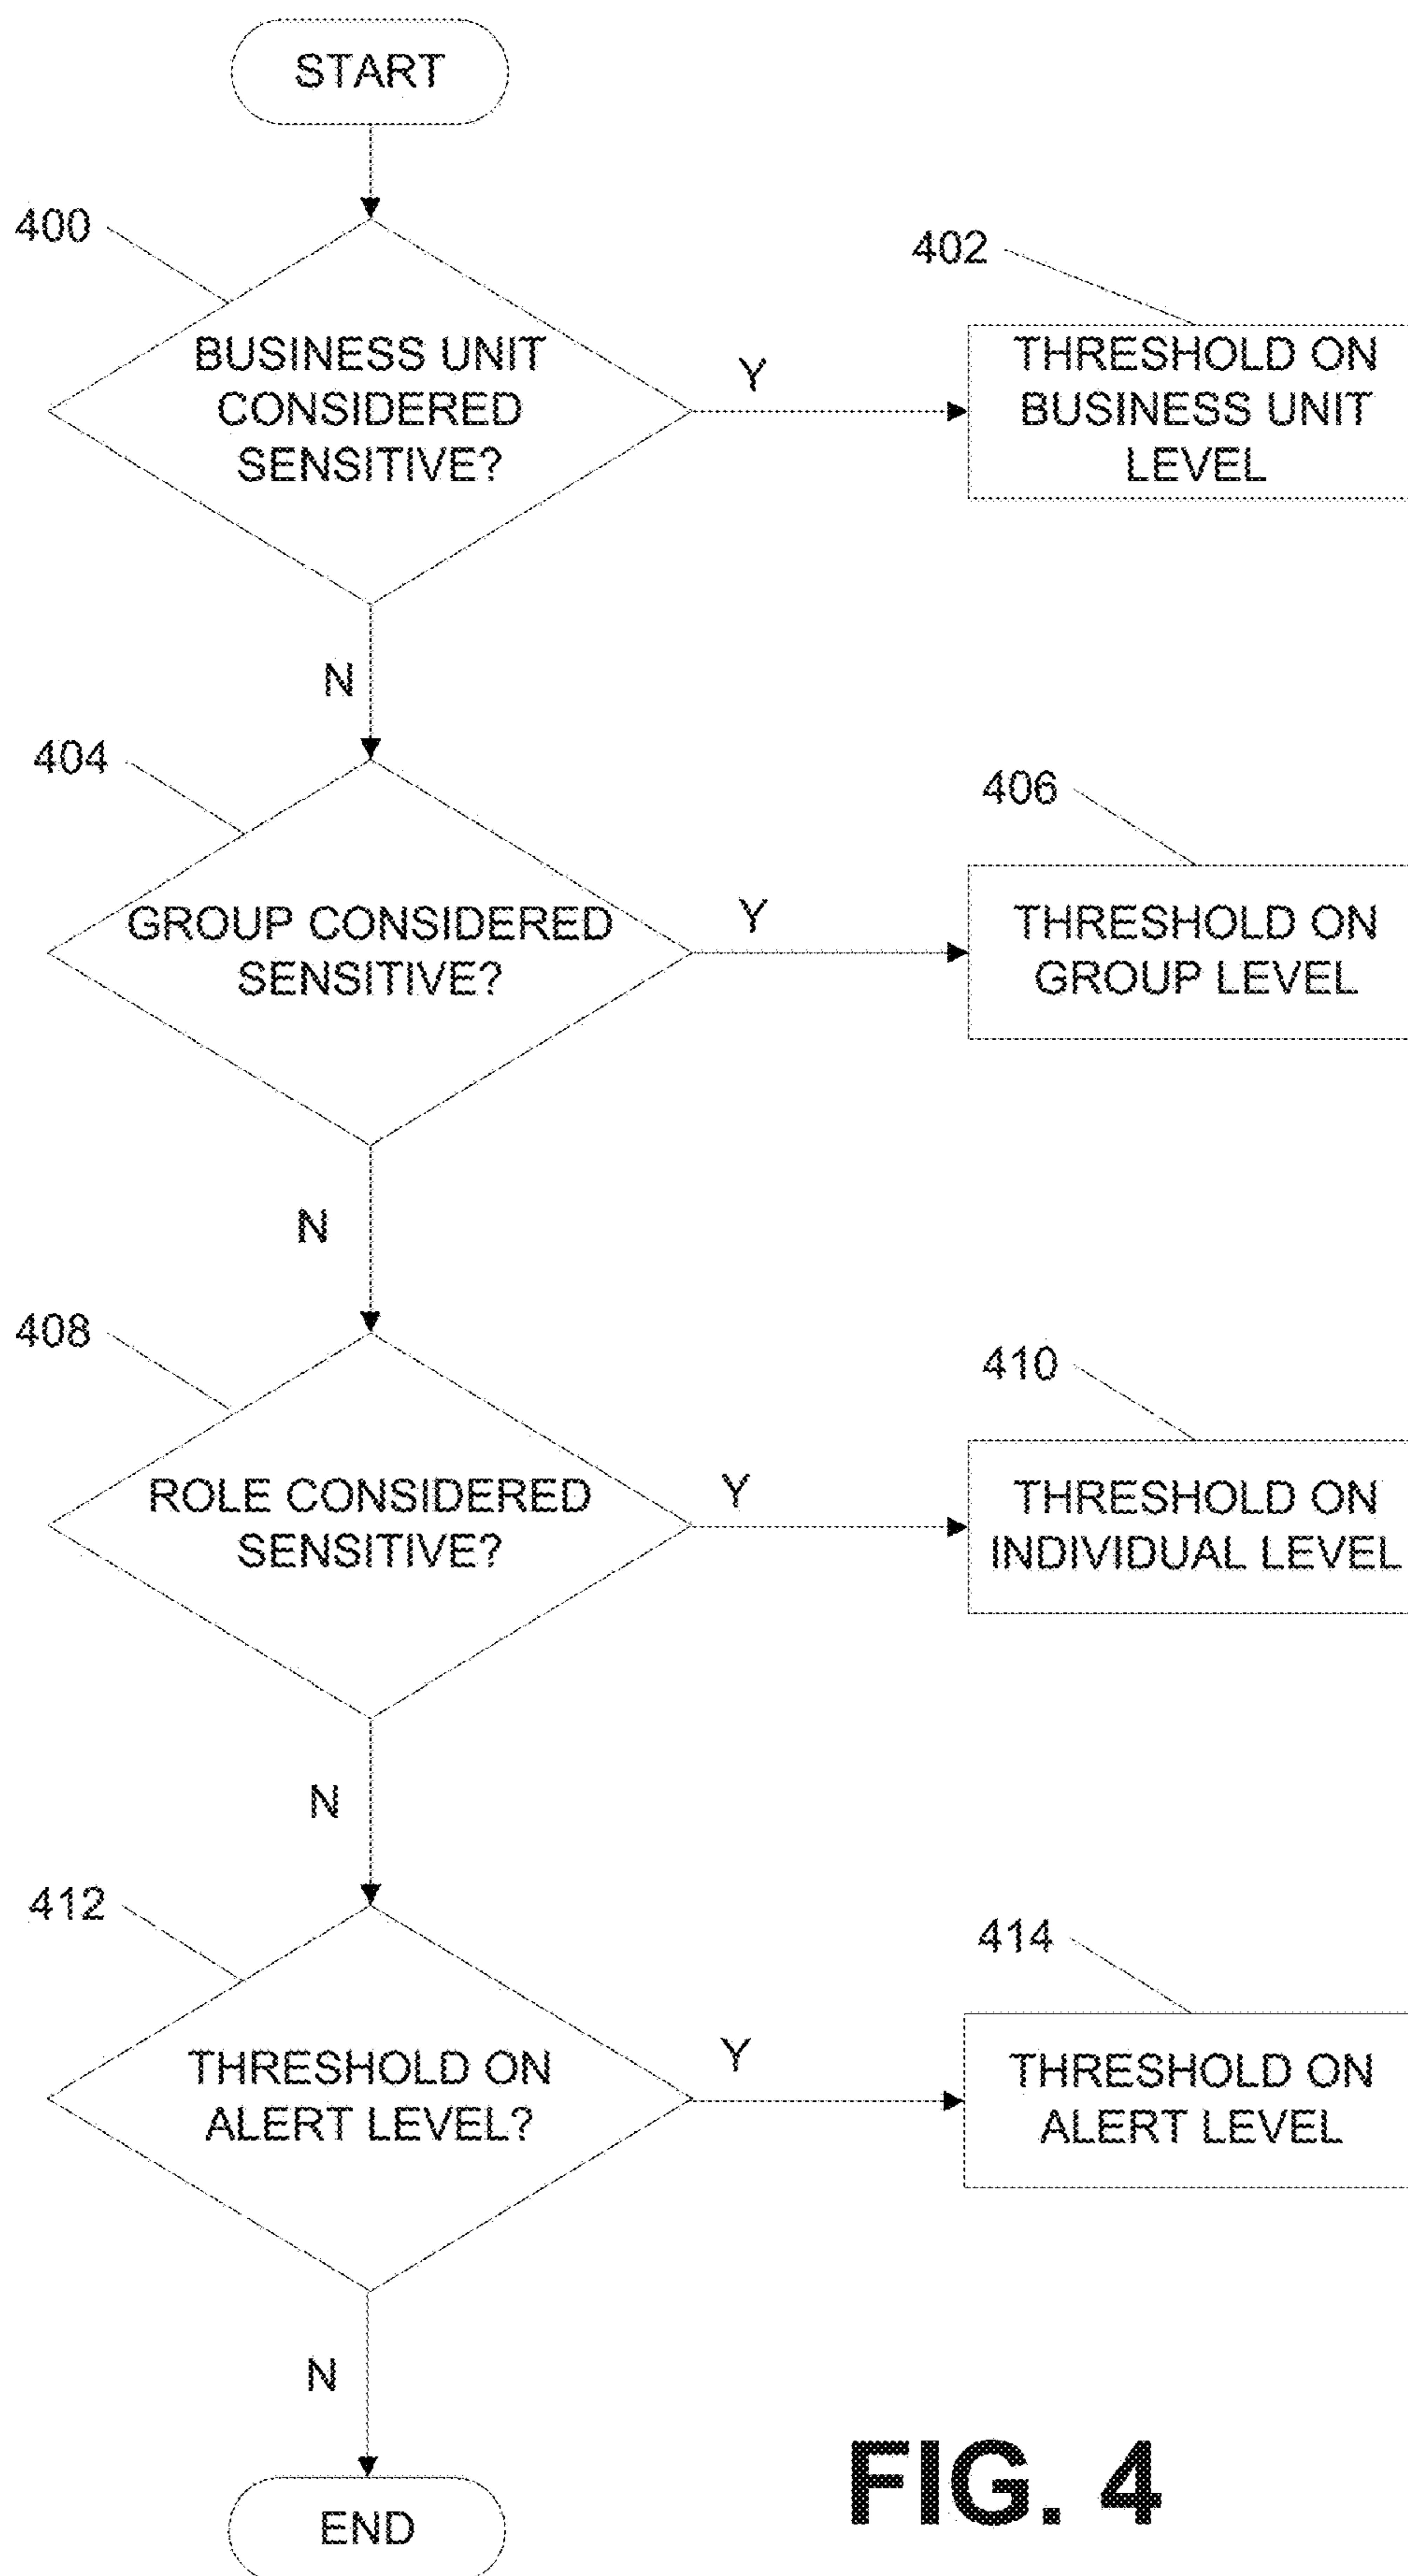 START
400
BUSINESS UNIT
CONSIDERED
SENSITIVE?
Y
402
THRESHOLD ON
BUSINESS UNIT
LEVEL
N
404
GROUP CONSIDERED
SENSITIVE?
Y
406
THRESHOLD ON
GROUP LEVEL
N
408
ROLE CONSIDERED
SENSITIVE?
Y
410
THRESHOLD ON
INDIVIDUAL LEVEL
N
412
THRESHOLD ON
ALERT LEVEL?
Y
414
THRESHOLD ON
ALERT LEVEL
N
END
FIG. 4